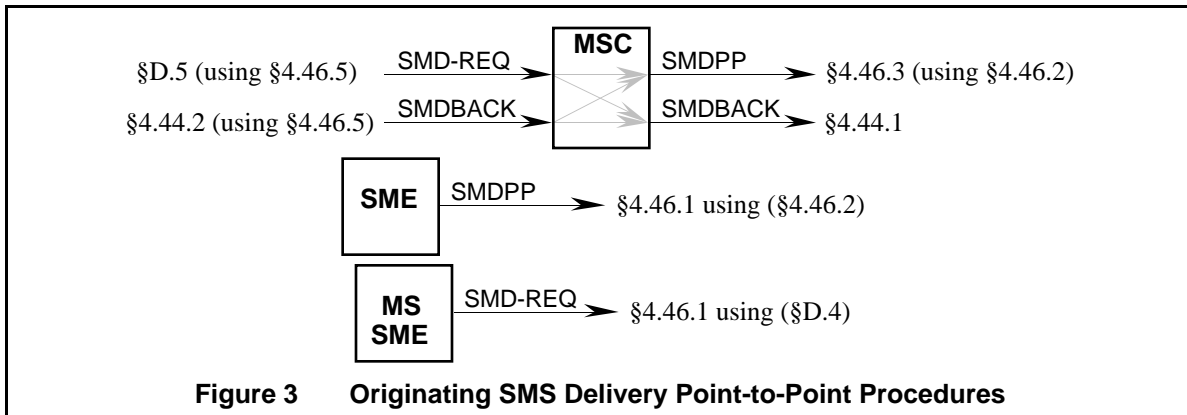 MSC
§D.5 (using §4.46.5) SMD-REQ SMDPP §4.46.3 (using §4.46.2)
§4.44.2 (using §4.46.5) SMDBACK SMDBACK §4.44.1
SME SMDPP §4.46.1 using (§4.46.2)
MS SMD-REQ §4.46.1 using (§D.4)
SME
Figure 3 Originating SMS Delivery Point-to-Point Procedures